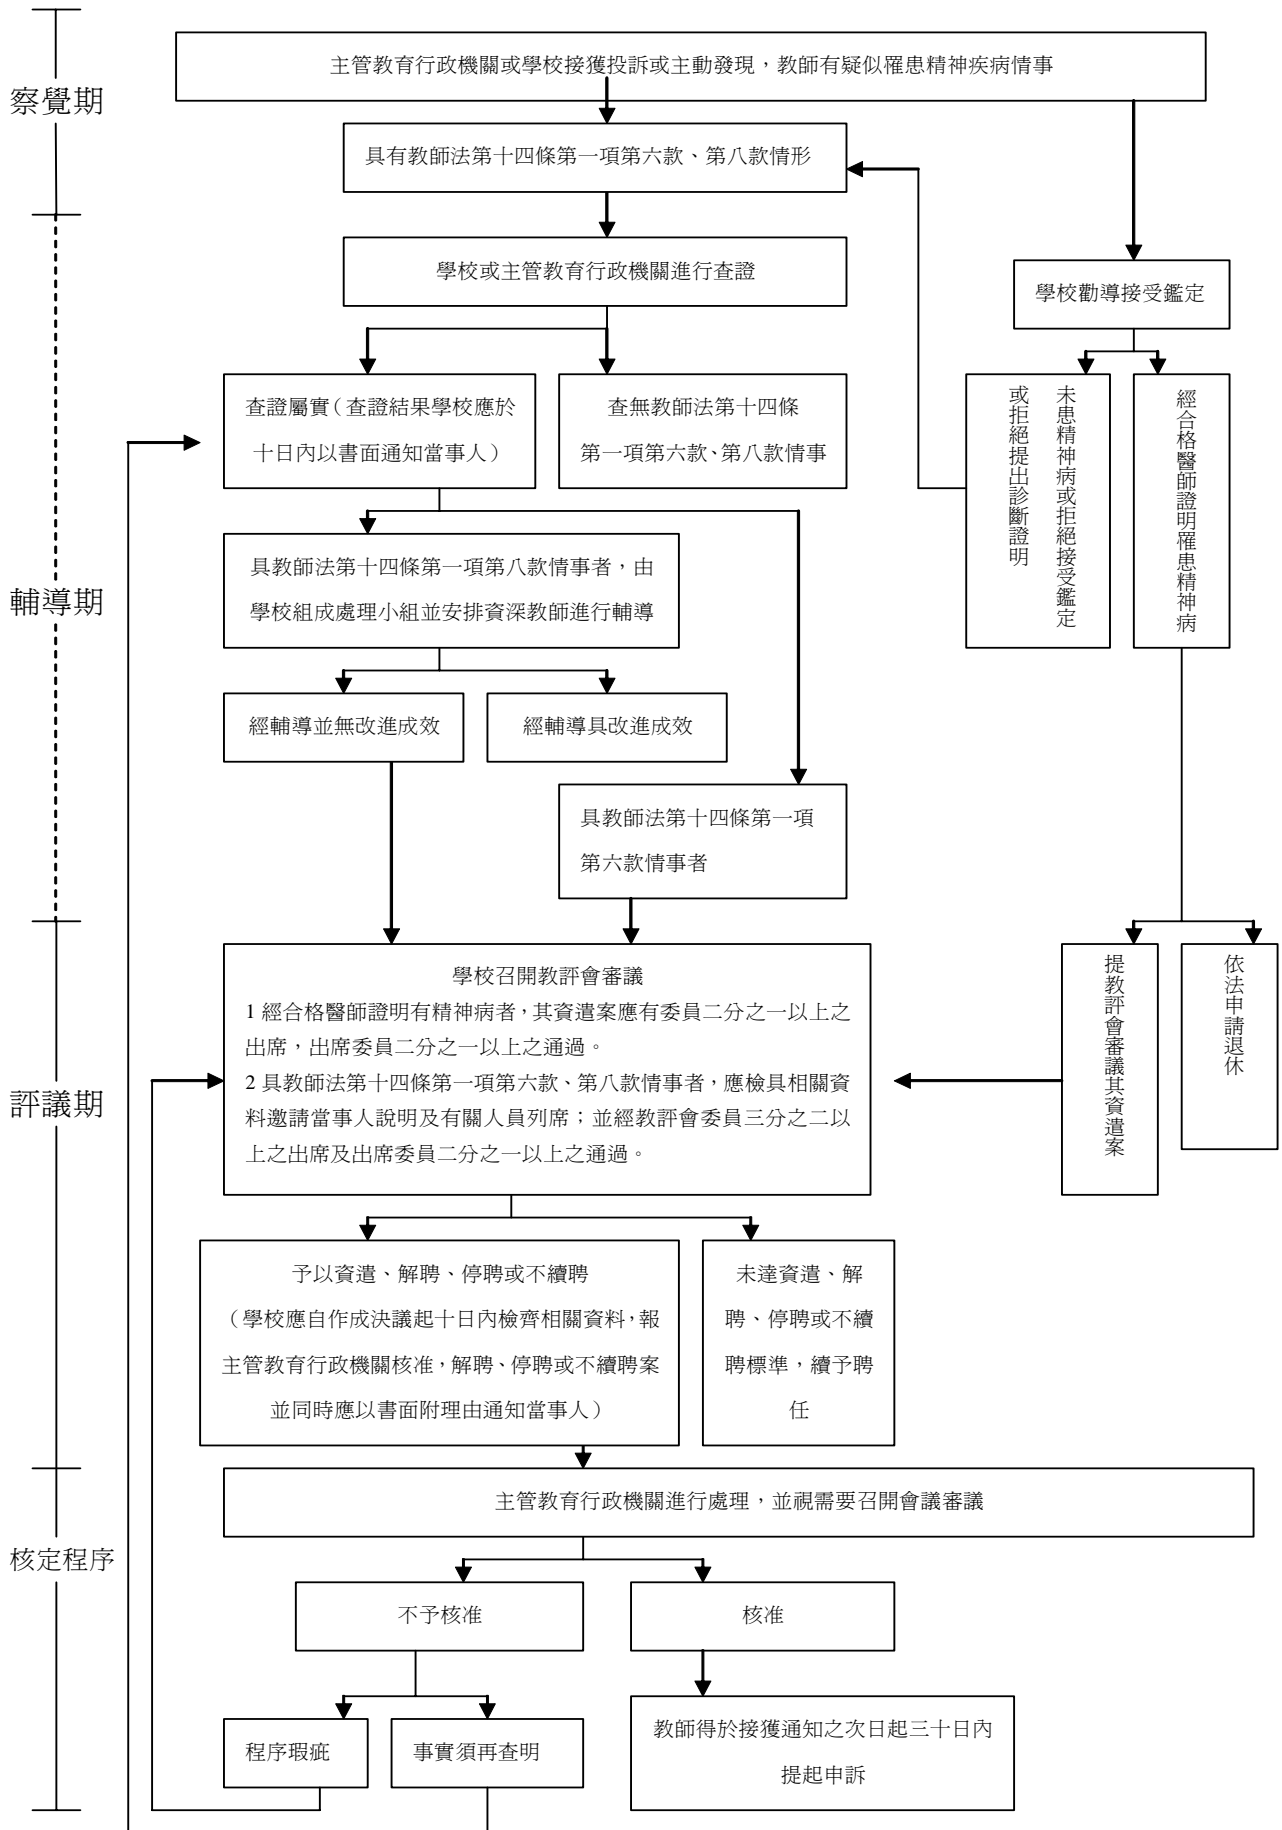 察覺期
主管教育行政機關或學校接獲投訴或主動發現，教師有疑似罹患精神疾病情事
具有教師法第十四條第一項第六款、第八款情形
學校或主管教育行政機關進行查證
學校勸導接受鑑定
查證屬實（查證結果學校應於
十日內以書面通知當事人）
查無教師法第十四條
第一項第六款、第八款情事
未患精神病或拒絕接受鑑定
或拒絕提出診斷證明
經合格醫師證明罹患精神病
輔導期
具教師法第十四條第一項第八款情事者，由
學校組成處理小組並安排資深教師進行輔導
經輔導並無改進成效
經輔導具改進成效
具教師法第十四條第一項
第六款情事者
評議期
學校召開教評會審議
1 經合格醫師證明有精神病者，其資遣案應有委員二分之一以上之
出席，出席委員二分之一以上之通過。
2 具教師法第十四條第一項第六款、第八款情事者，應檢具相關資
料邀請當事人說明及有關人員列席；並經教評會委員三分之二以
上之出席及出席委員二分之一以上之通過。
提教評會審議其資遣案
依法申請退休
予以資遣、解聘、停聘或不續聘
（學校應自作成決議起十日內檢齊相關資料，報
主管教育行政機關核准，解聘、停聘或不續聘案
並同時應以書面附理由通知當事人）
未達資遣、解
聘、停聘或不續
聘標準，續予聘
任
核定程序
主管教育行政機關進行處理，並視需要召開會議審議
不予核准
核准
程序瑕疵
事實須再查明
教師得於接獲通知之次日起三十日內
提起申訴